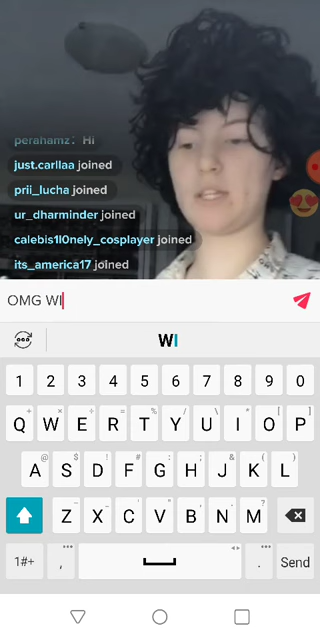 perahamz: Hi
just.carllaa joined
prii_lucha joined
ur_dharminder joined
calebis1l0nely_cosplayer joined
its_america17 joined
OMG WI
WI
1 2 3 4 5 6 7 8 9 0
Q W E R T Y U I O P
A S D F G H J K L
Z X C V B N M
1#+ , . Send